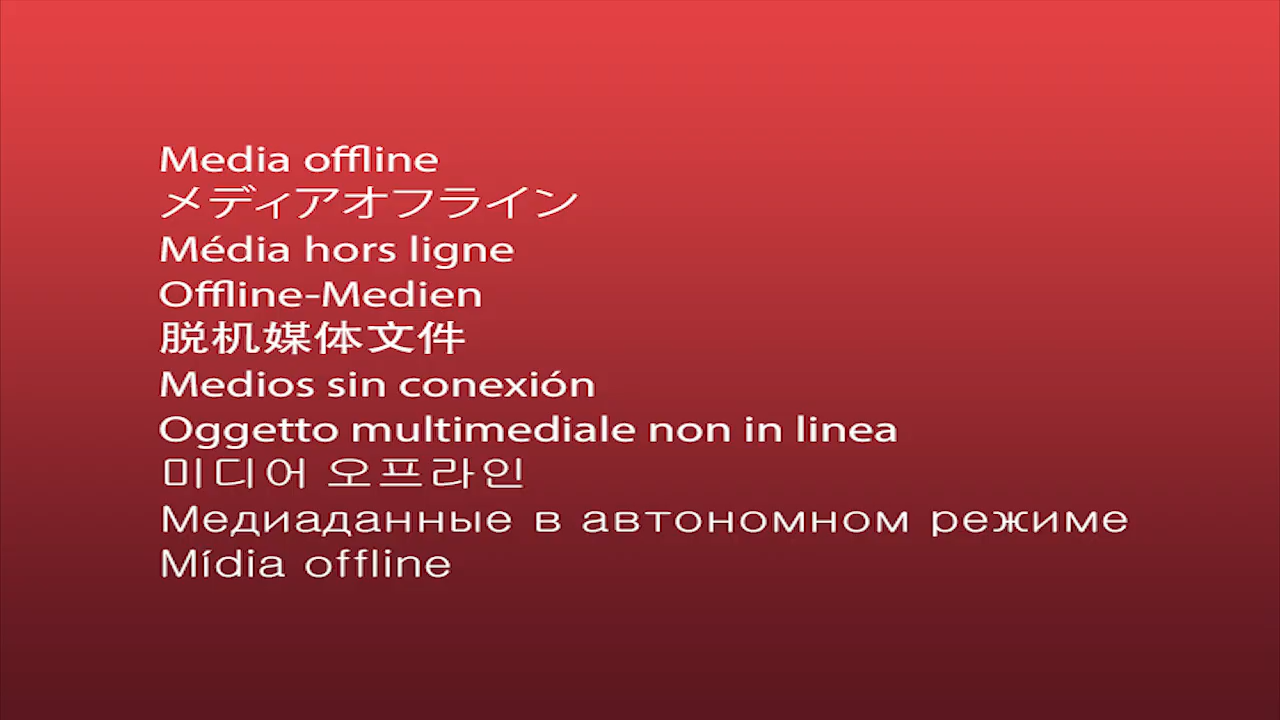 Media offline
メディアオフライン
Média hors ligne
Offline-Medien
脱机媒体文件
Medios sin conexión
Oggetto multimediale non in linea
미디어 오프라인
Медиаданные в автономном режиме
Mídia offline